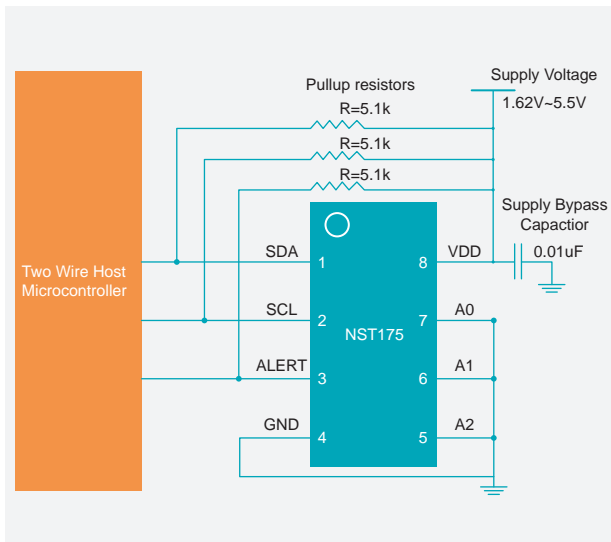 Supply Voltage
1.62V~5.5V
Pullup resistors
R=5.1k
R=5.1k
R=5.1k
Supply Bypass
Capactior
0.01uF
Two Wire Host
Microcontroller
SDA
1
8
VDD
SCL
2
7
A0
NST175
ALERT
3
6
A1
GND
4
5
A2